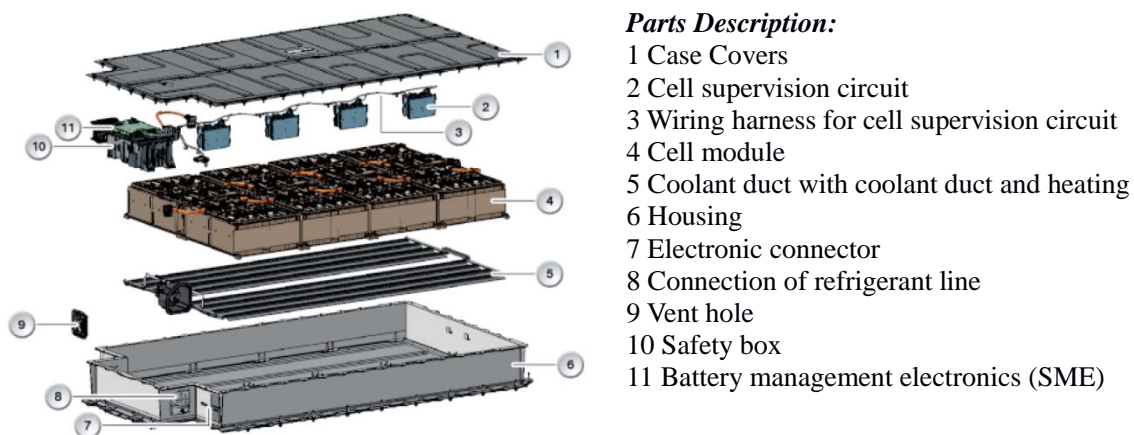 Parts Description:
1 Case Covers
2 Cell supervision circuit
3 Wiring harness for cell supervision circuit
4 Cell module
5 Coolant duct with coolant duct and heating
6 Housing
7 Electronic connector
8 Connection of refrigerant line
9 Vent hole
10 Safety box
11 Battery management electronics (SME)
1
2
11
3
10
4
5
9
6
8
7